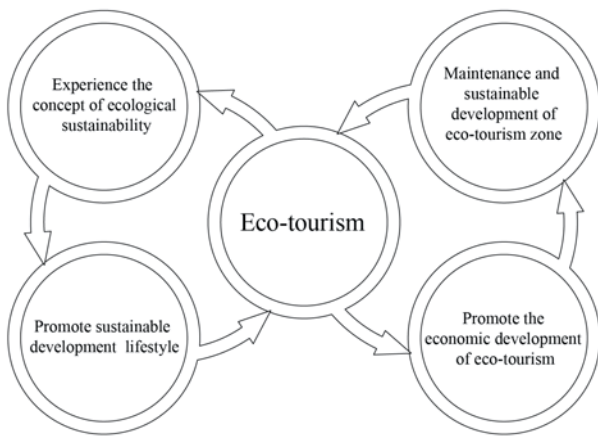 Experience the
concept of ecological
sustainability
Maintenance and
sustainable
development of
eco-tourism zone
Eco-tourism
Promote sustainable
development lifestyle
Promote the
economic development
of eco-tourism